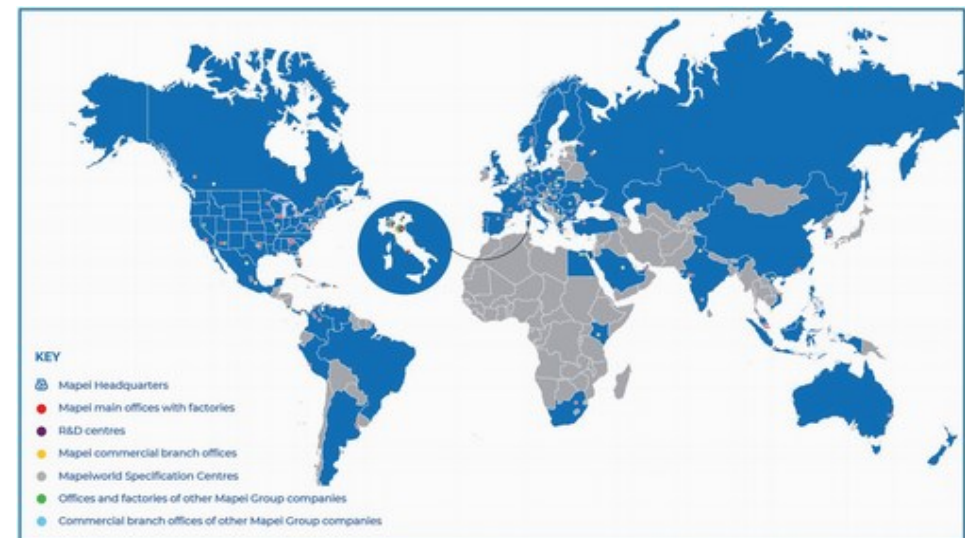 KEY
Mapei Headquarters
Mapei main offices with factories
R&D centres
Mapei commercial branch offices
Mapeiworld Specification Centres
Offices and factories of other Mapei Group companies
Commercial branch offices of other Mapei Group companies